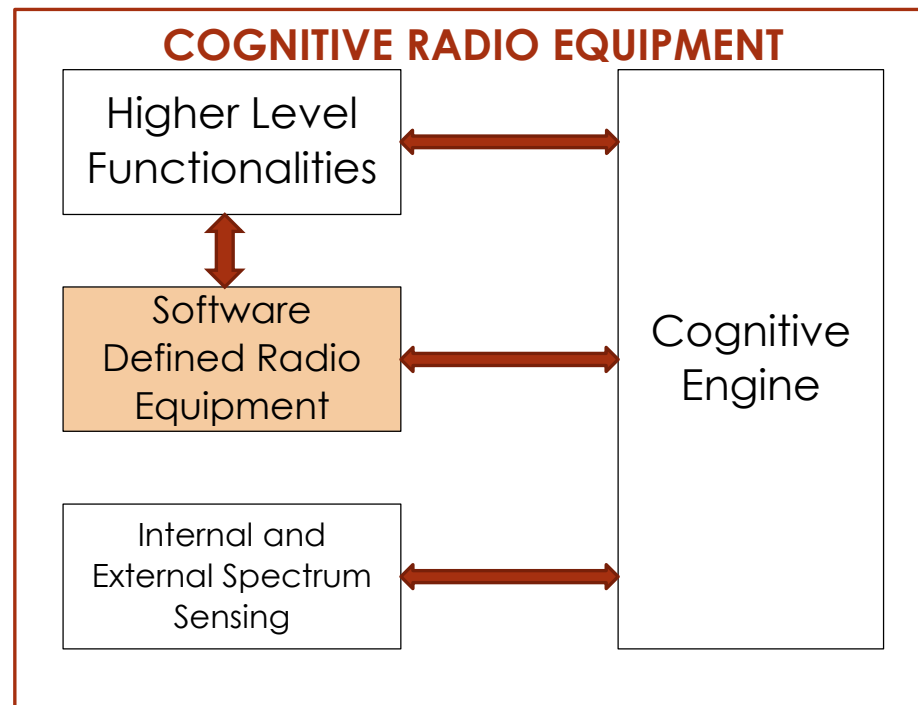 COGNITIVE RADIO EQUIPMENT
Higher Level
Functionalities
Software
Defined Radio
Equipment
Internal and
External Spectrum
Sensing
Cognitive
Engine